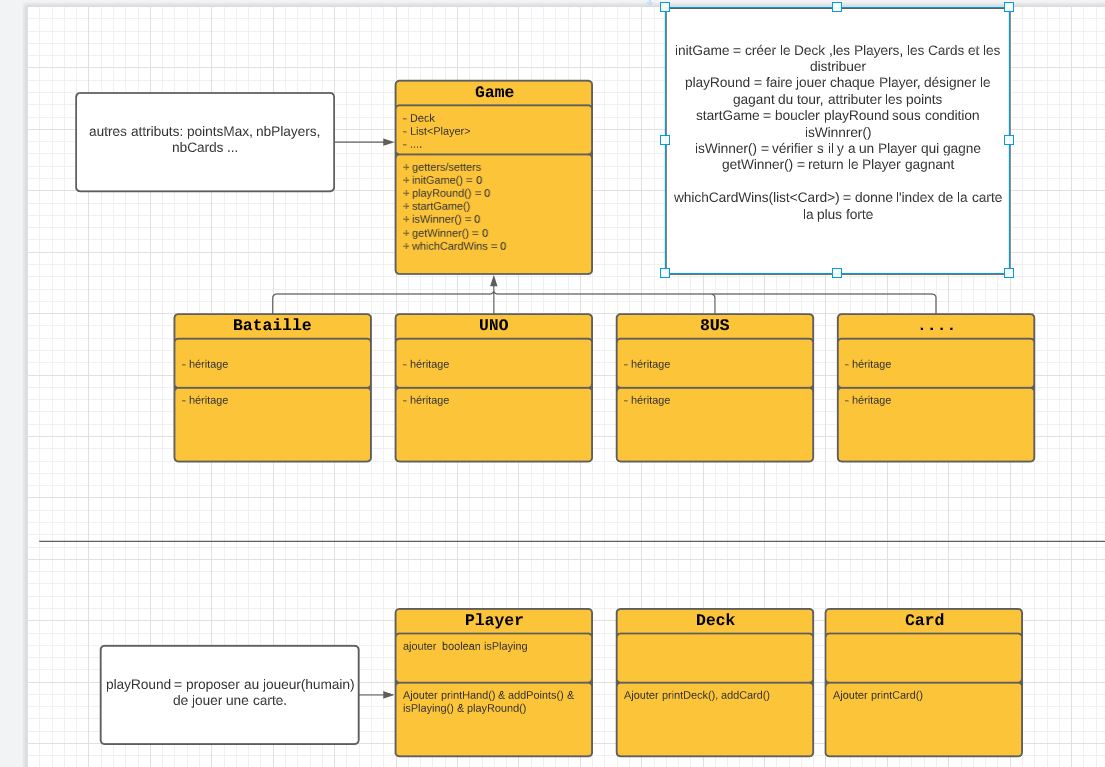 initGame = créer le Deck ,les Players, les Cards et les
distribuer
playRound = faire jouer chaque Player, désigner le
gagant du tour, attributer les points
startGame = boucler playRound sous condition
isWinnrer()
isWinner() = vérifier s il y a un Player qui gagne
getWinner() = return le Player gagnant
whichCardWins(list<Card>) = donne l'index de la carte
la plus forte
autres attributs: pointsMax, nbPlayers,
nbCards ...
Game
- Deck
- List<Player>
- ....
+ getters/setters
+ initGame() = 0
+ playRound() = 0
+ startGame()
+ isWinner() = 0
+ getWinner() = 0
+ whichCardWins = 0
Bataille
- héritage
- héritage
UNO
- héritage
- héritage
8US
- héritage
- héritage
....
- héritage
- héritage
playRound = proposer au joueur(humain)
de jouer une carte.
Player
ajouter boolean isPlaying
Ajouter printHand() & addPoints() &
isPlaying() & playRound()
Deck
Ajouter printDeck(), addCard()
Card
Ajouter printCard()